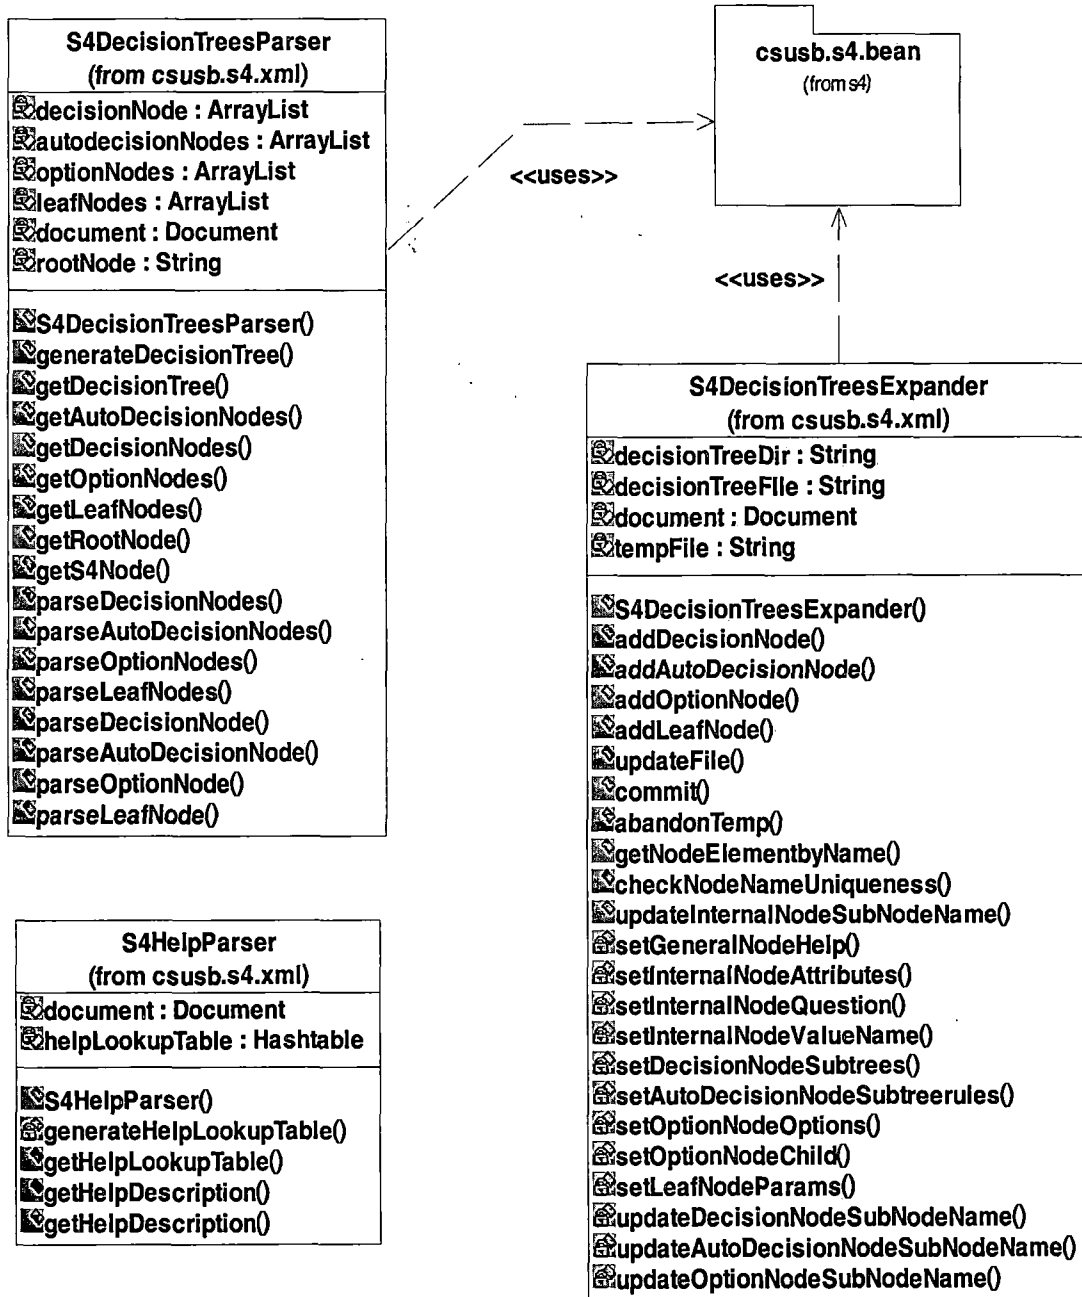 S4DecisionTreesParser
(from csusb.s4.xml)
decisionNode : ArrayList
autodecisionNodes : ArrayList
optionNodes : ArrayList
leafNodes : ArrayList
document : Document
rootNode : String
S4DecisionTreesParser()
generateDecisionTree()
getDecisionTree()
getAutoDecisionNodes()
getDecisionNodes()
getOptionNodes()
getLeafNodes()
getRootNode()
getS4Node()
parseDecisionNodes()
parseAutoDecisionNodes()
parseOptionNodes()
parseLeafNodes()
parseDecisionNode()
parseAutoDecisionNode()
parseOptionNode()
parseLeafNode()
csusb.s4.bean
(from s4)
<<uses>>
<<uses>>
S4DecisionTreesExpander
(from csusb.s4.xml)
decisionTreeDir : String
decisionTreeFile : String
document : Document
tempFile : String
S4DecisionTreesExpander()
addDecisionNode()
addAutoDecisionNode()
addOptionNode()
addLeafNode()
updateFile()
commit()
abandonTemp()
getNodeElementbyName()
checkNodeNameUniqueness()
updateInternalNodeSubNodeName()
setGeneralNodeHelp()
setInternalNodeAttributes()
setInternalNodeQuestion()
setInternalNodeValueName()
setDecisionNodeSubtrees()
setAutoDecisionNodeSubtreerules()
setOptionNodeOptions()
setOptionNodeChild()
setLeafNodeParams()
updateDecisionNodeSubNodeName()
updateAutoDecisionNodeSubNodeName()
updateOptionNodeSubNodeName()
S4HelpParser
(from csusb.s4.xml)
document : Document
helpLookupTable : Hashtable
S4HelpParser()
generateHelpLookupTable()
getHelpLookupTable()
getHelpDescription()
getHelpDescription()